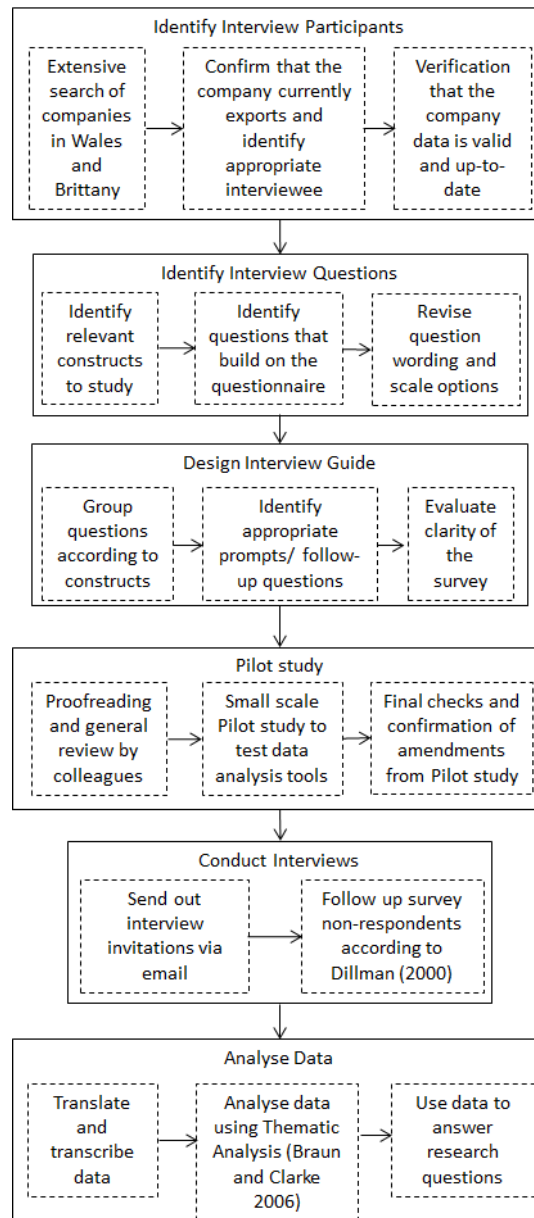 Identify Interview Participants
Extensive
search of
companies
in Wales
and
Brittany
Confirm that the
company currently
exports and
identify
appropriate
interviewee
Verification
that the
company
data is valid
and up-to-
date
Identify Interview Questions
Identify
relevant
constructs
to study
Identify
questions that
build on the
questionnaire
Revise
question
wording and
scale options
Design Interview Guide
Group
questions
according to
constructs
Identify
appropriate
prompts/ follow-
up questions
Evaluate
clarity of
the
survey
Pilot study
Proofreading
and general
review by
colleagues
Small scale
Pilot study to
test data
analysis tools
Final checks and
confirmation of
amendments
from Pilot study
Conduct Interviews
Send out
interview
invitations via
email
Follow up survey
non-respondents
according to
Dillman (2000)
Analyse Data
Translate
and
transcribe
data
Analyse data
using Thematic
Analysis (Braun
and Clarke
2006)
Use data to
answer
research
questions